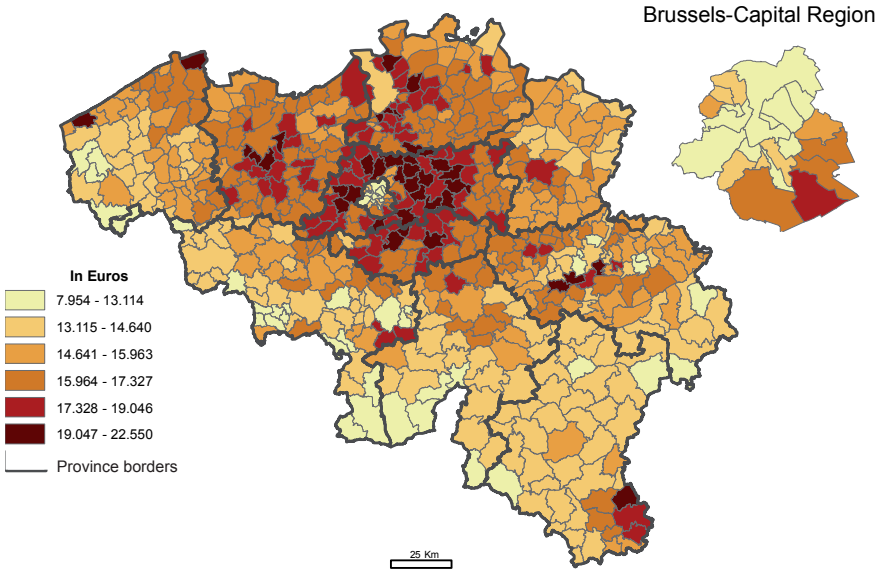 Brussels-Capital Region
In Euros
7.954 - 13.114
13.115 - 14.640
14.641 - 15.963
15.964 - 17.327
17.328 - 19.046
19.047 - 22.550
Province borders
25 Km